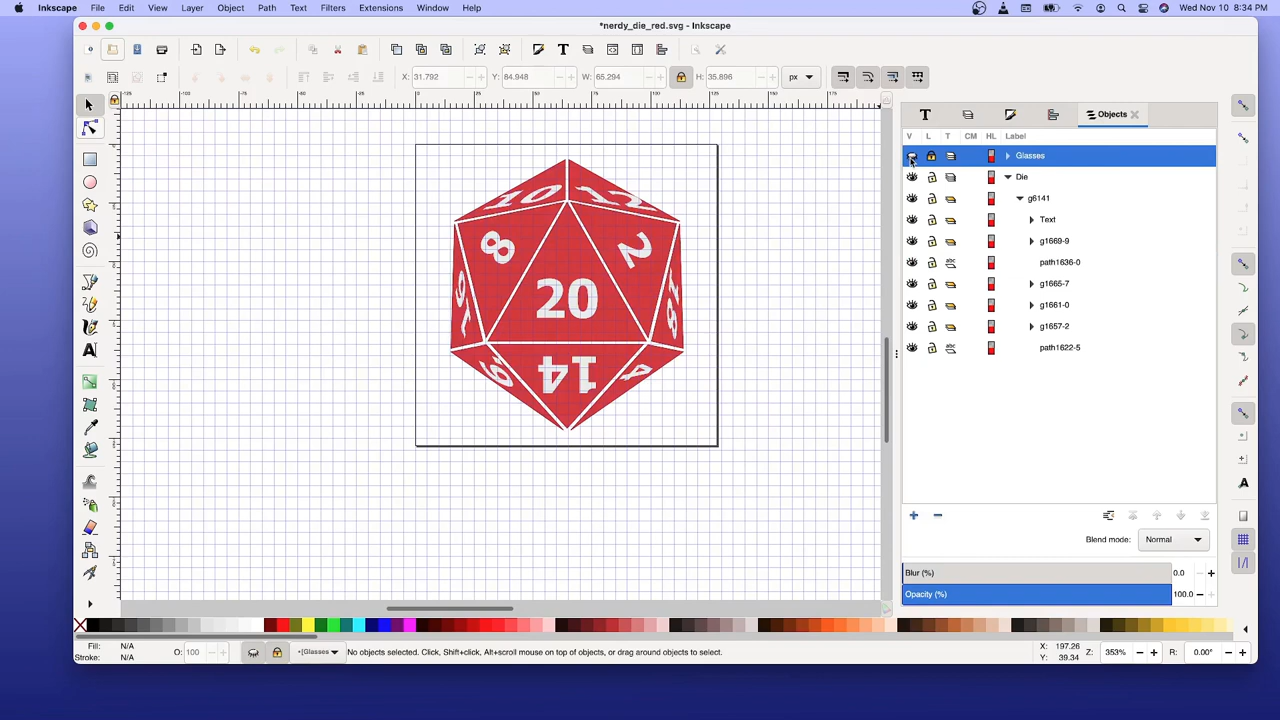 Inkscape File Edit View Layer Object Path Text Filters Extensions Window Help Wed Nov 10 8:34 PM
*nerdy_die_red.svg - Inkscape
X: 31.792 Y: 84.948 W: 65.294 H: 35.896 px
Objects
V L T CM HL Label
Glasses
Die
g6141
Text
g1669-9
path1636-0
g1665-7
g1661-0
g1657-2
path1622-5
10 12
8 2
20
14
4
Blend mode: Normal
Blur (%) 0.0
Opacity (%) 100.0
Fill: N/A
Stroke: N/A
O: 100
•[Glasses
No objects selected. Click, Shift+click, Alt+scroll mouse on top of objects, or drag around objects to select.
X: 197.26
Y: 39.34
Z: 353%
R: 0.00°